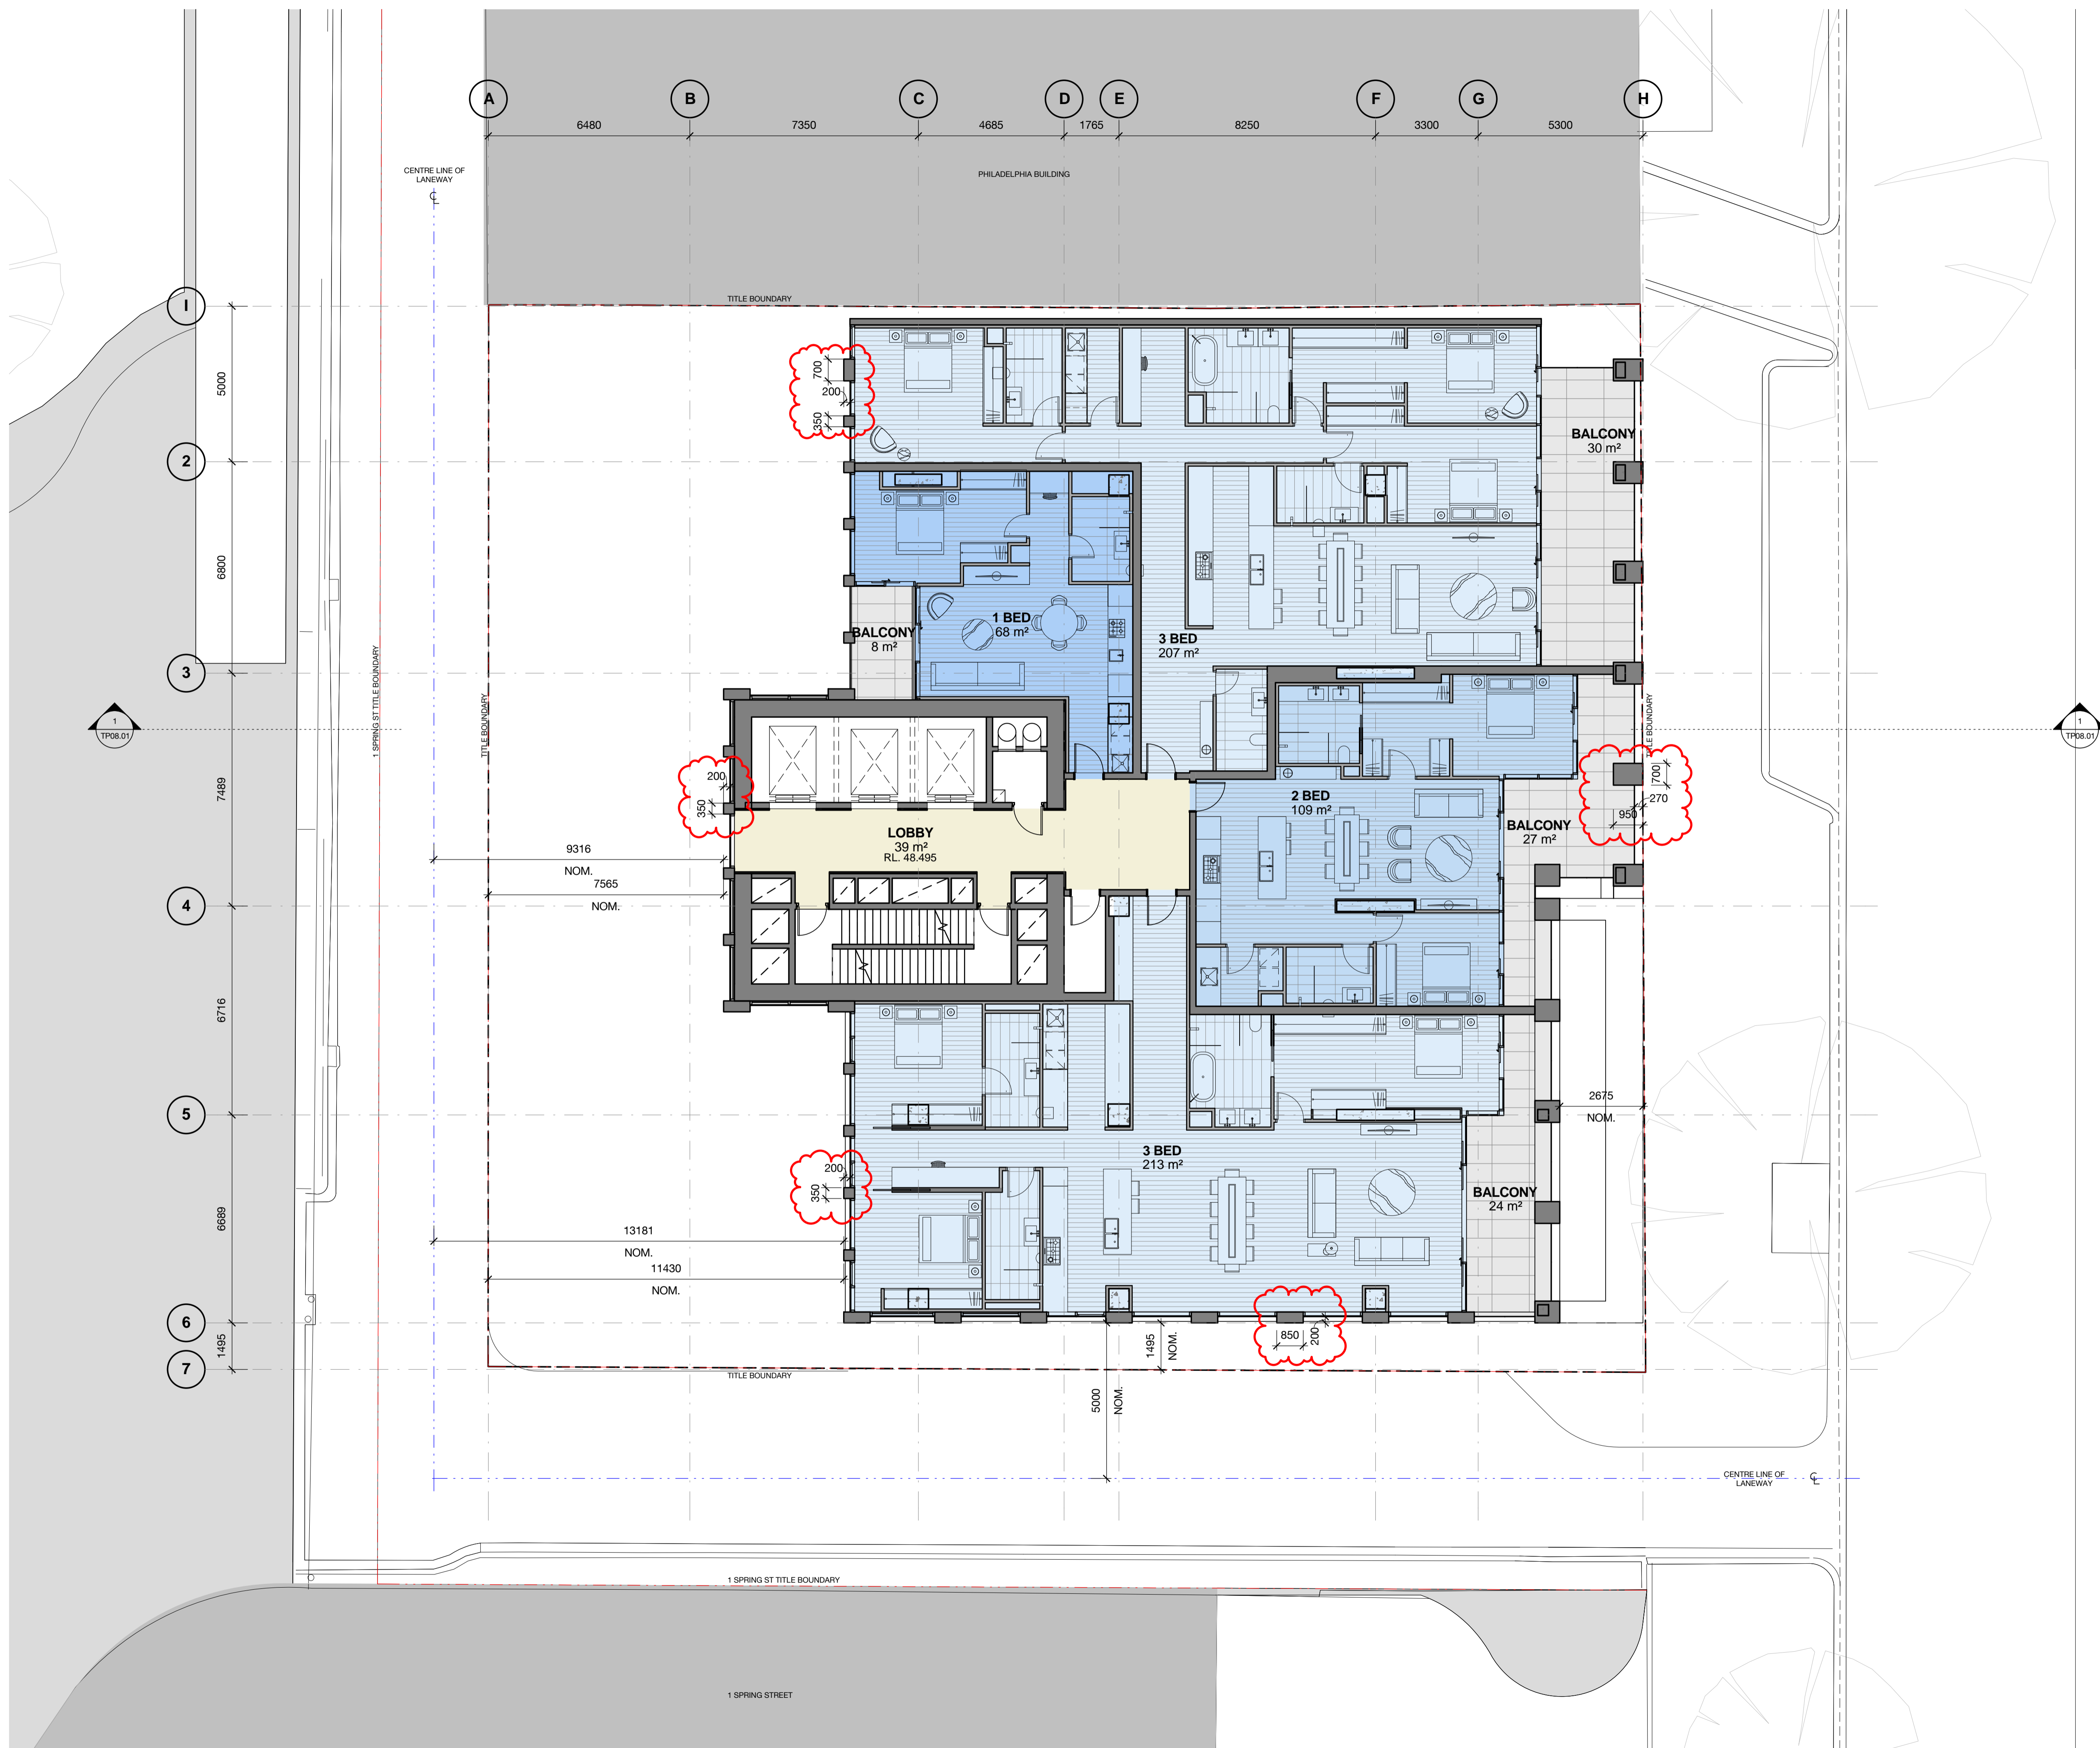 A
B
C
D
E
F
G
H
6480
7350
4685
1765
8250
3300
5300
CENTRE LINE OF
LANEWAY
PHILADELPHIA BUILDING
TITLE BOUNDARY
I
5000
700
200
350
BALCONY
30 m²
2
6800
1 BED
68 m²
BALCONY
8 m²
3 BED
207 m²
3
1 SPRING ST TITLE BOUNDARY
TITLE BOUNDARY
TITLE BOUNDARY
1
TP08.01
1
TP08.01
7489
200
350
700
270
950
2 BED
109 m²
BALCONY
27 m²
LOBBY
39 m²
RL. 48.495
9316
NOM.
7565
NOM.
4
6716
5
2675
NOM.
3 BED
213 m²
200
350
BALCONY
24 m²
6689
13181
NOM.
11430
NOM.
6
1495
7
850
200
1495
NOM.
TITLE BOUNDARY
5000
NOM.
CENTRE LINE OF
LANEWAY
1 SPRING ST TITLE BOUNDARY
1 SPRING STREET